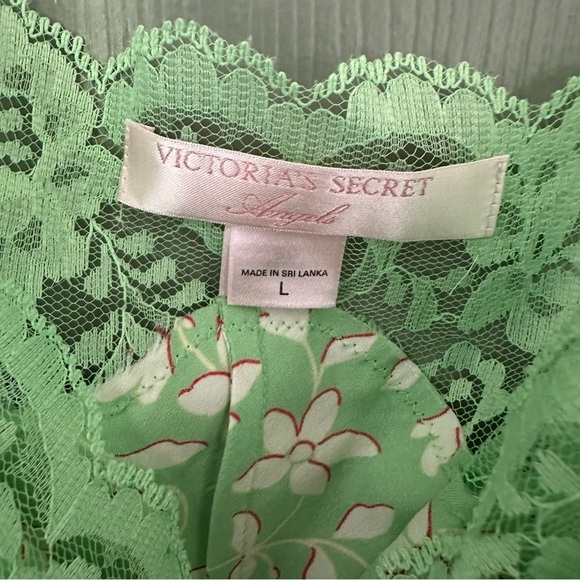 VICTORIA'S SECRET
Angels
MADE IN SRI LANKA
L